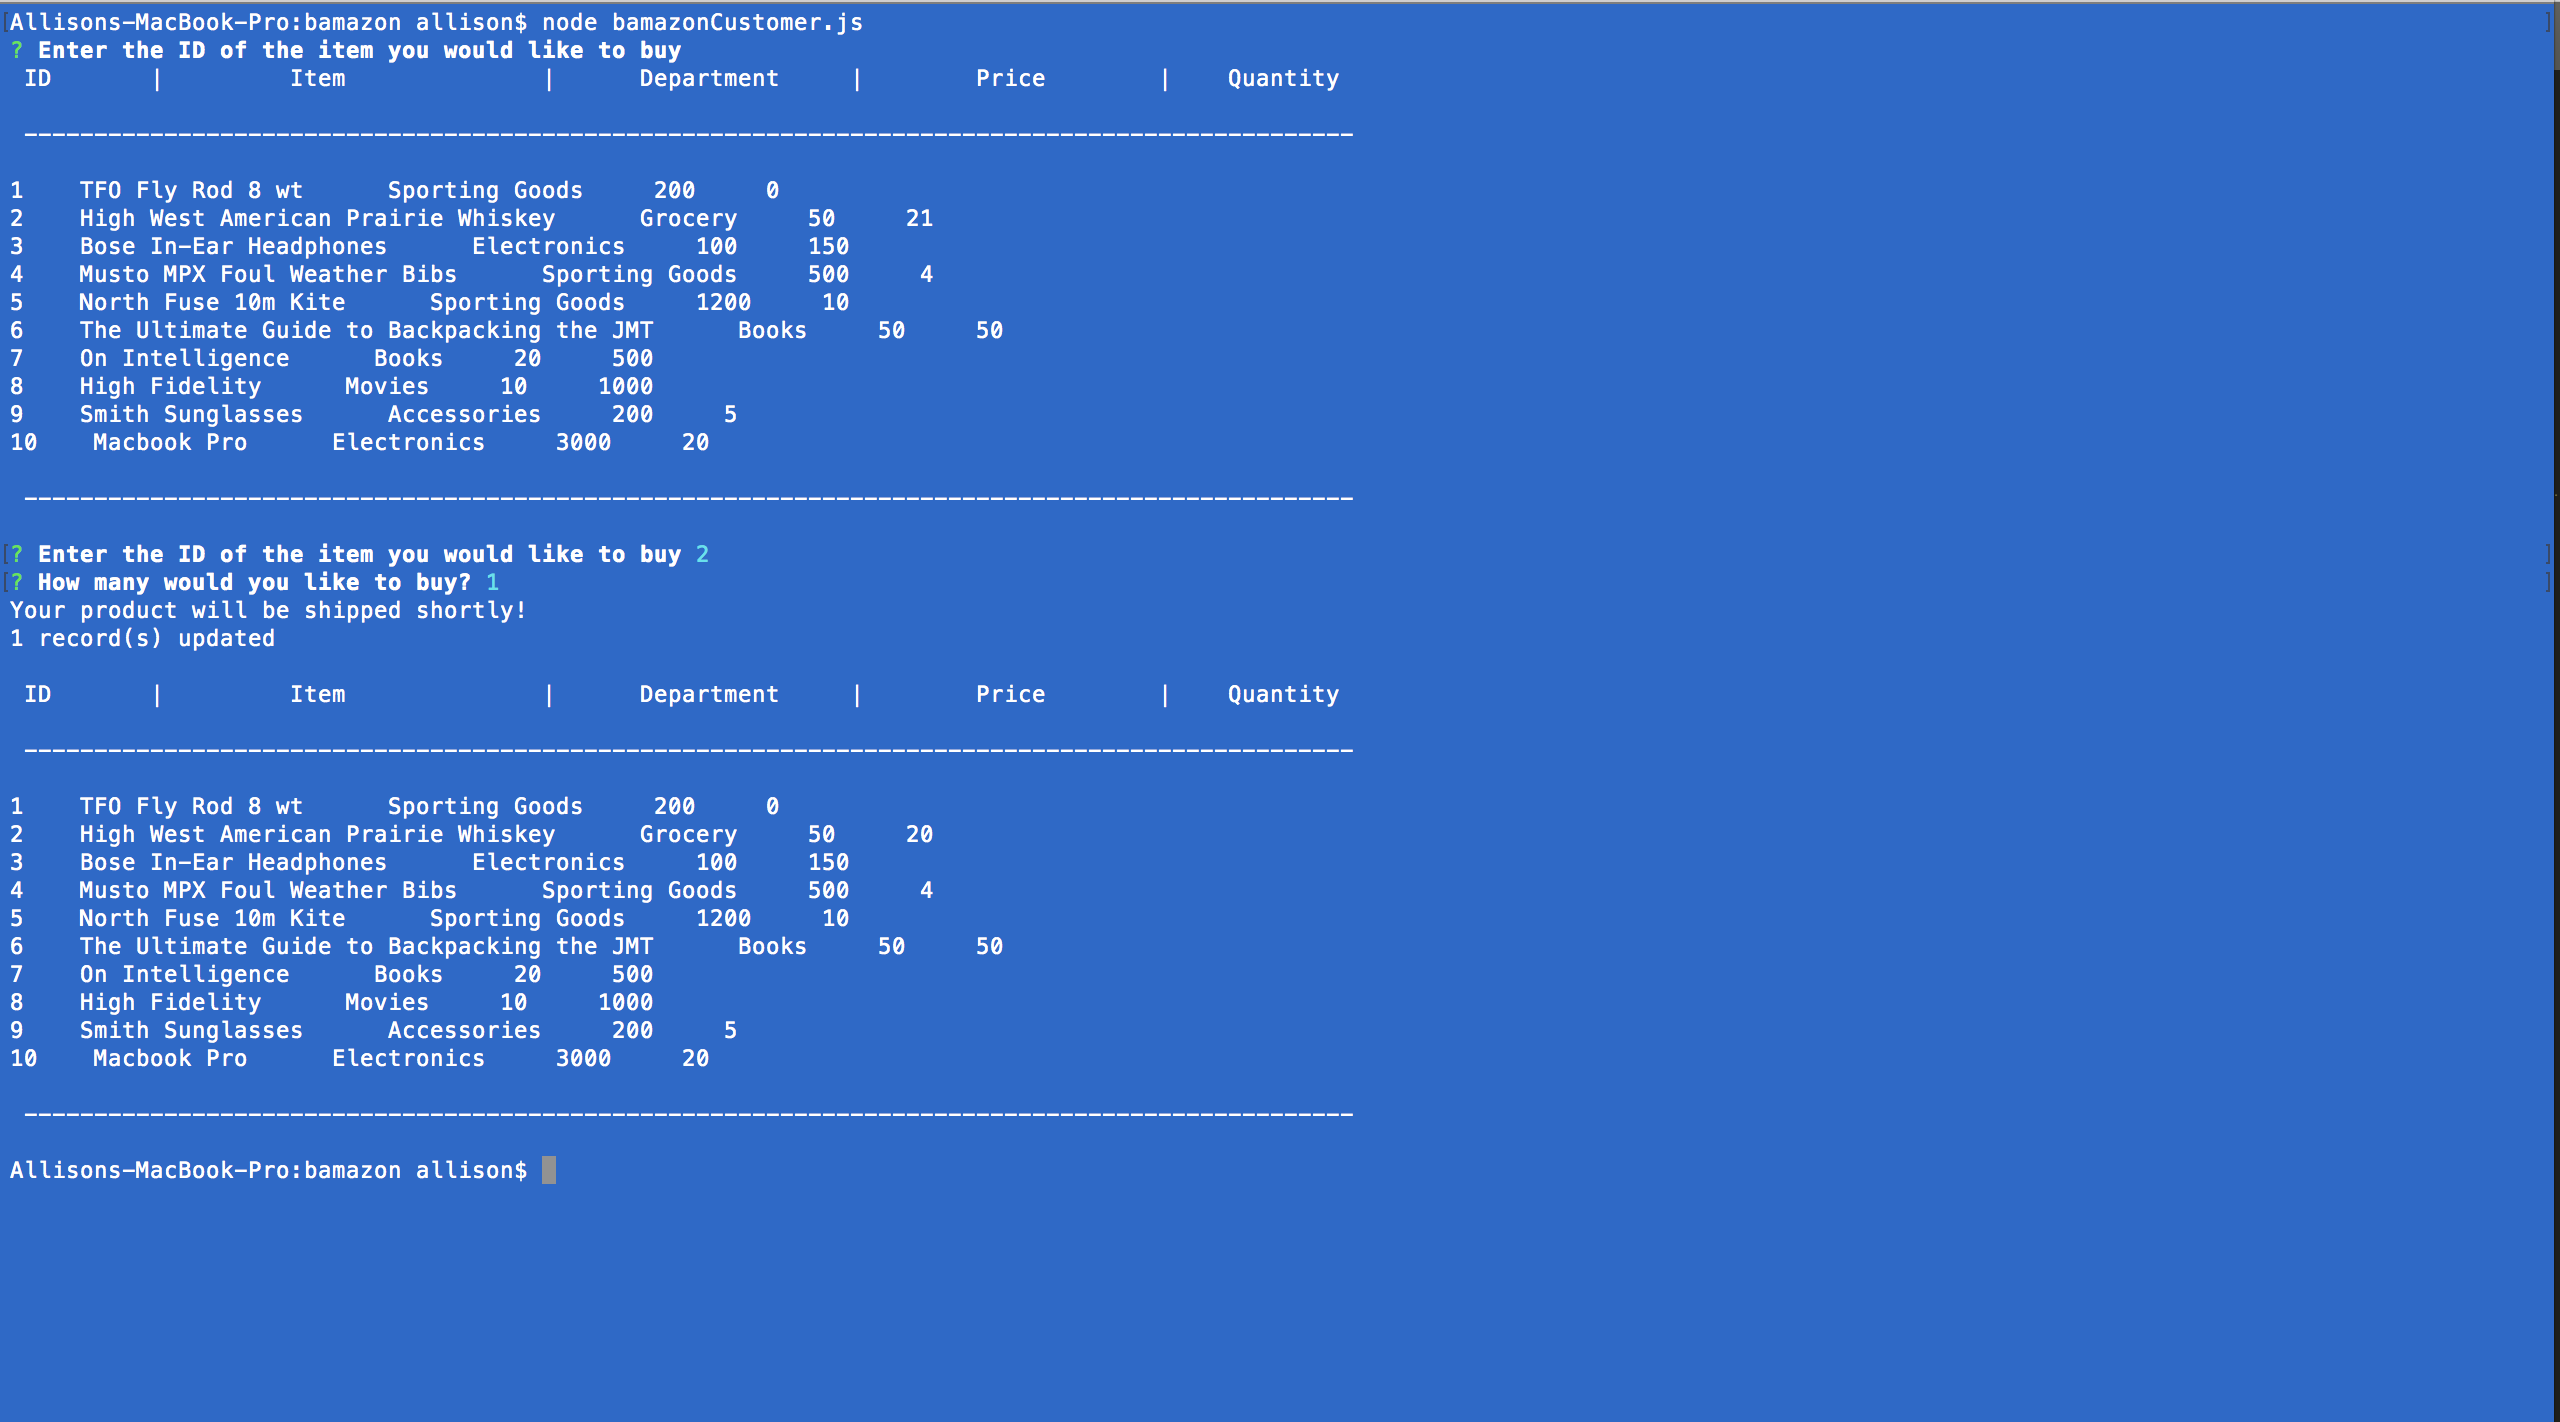 Allisons-MacBook-Pro:bamazon allison$ node bamazonCustomer.js
? Enter the ID of the item you would like to buy
ID | Item | Department | Price | Quantity
-----------------------------------------------------------------------------------------------
1 TFO Fly Rod 8 wt Sporting Goods 200 0
2 High West American Prairie Whiskey Grocery 50 21
3 Bose In-Ear Headphones Electronics 100 150
4 Musto MPX Foul Weather Bibs Sporting Goods 500 4
5 North Fuse 10m Kite Sporting Goods 1200 10
6 The Ultimate Guide to Backpacking the JMT Books 50 50
7 On Intelligence Books 20 500
8 High Fidelity Movies 10 1000
9 Smith Sunglasses Accessories 200 5
10 Macbook Pro Electronics 3000 20
-----------------------------------------------------------------------------------------------
? Enter the ID of the item you would like to buy 2
? How many would you like to buy? 1
Your product will be shipped shortly!
1 record(s) updated
ID | Item | Department | Price | Quantity
-----------------------------------------------------------------------------------------------
1 TFO Fly Rod 8 wt Sporting Goods 200 0
2 High West American Prairie Whiskey Grocery 50 20
3 Bose In-Ear Headphones Electronics 100 150
4 Musto MPX Foul Weather Bibs Sporting Goods 500 4
5 North Fuse 10m Kite Sporting Goods 1200 10
6 The Ultimate Guide to Backpacking the JMT Books 50 50
7 On Intelligence Books 20 500
8 High Fidelity Movies 10 1000
9 Smith Sunglasses Accessories 200 5
10 Macbook Pro Electronics 3000 20
-----------------------------------------------------------------------------------------------
Allisons-MacBook-Pro:bamazon allison$